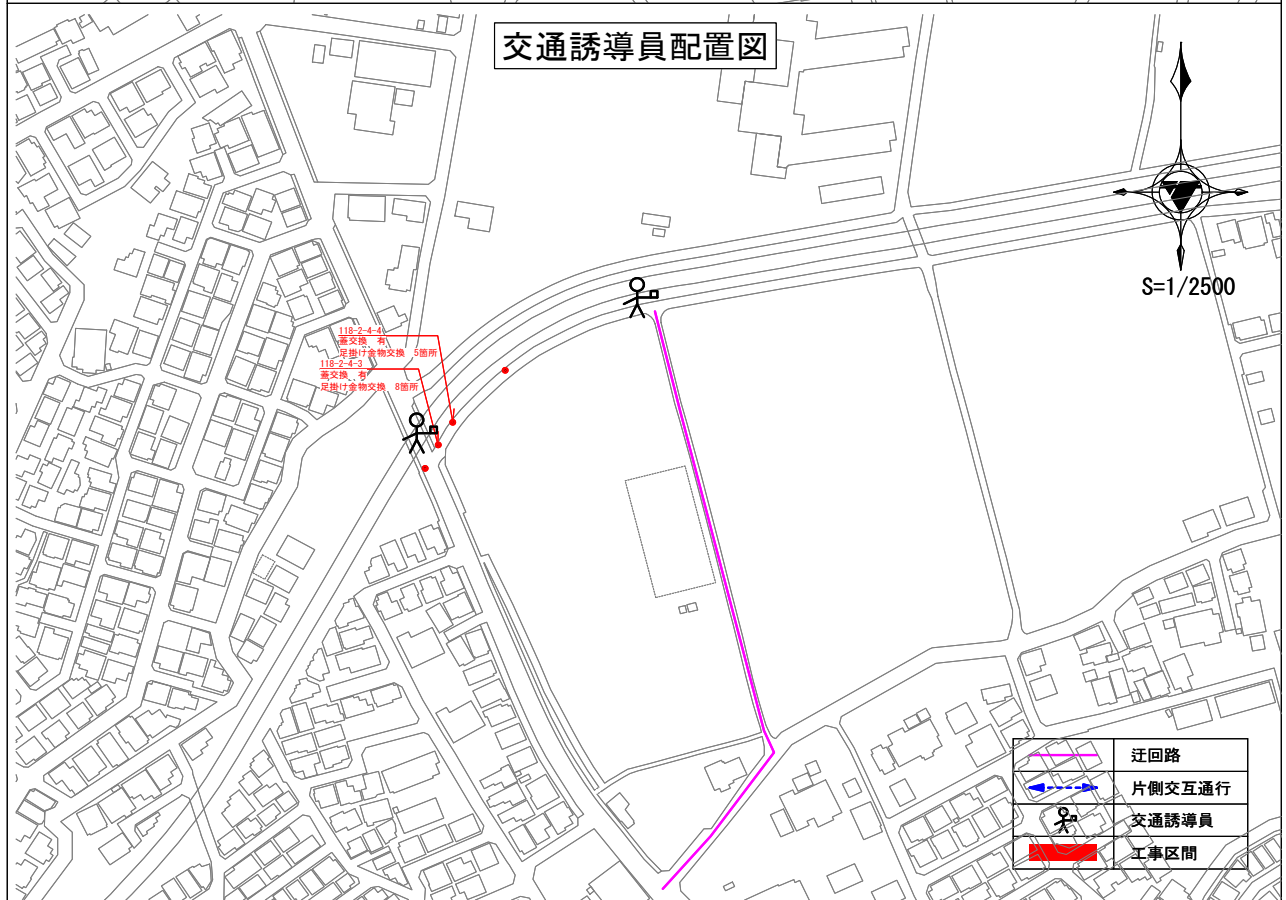 交通誘導員配置図
S=1/2500
118-2-4-4
蓋交換 有
足掛け金物交換 5箇所
118-2-4-3
蓋交換 有
足掛け金物交換 8箇所
迂回路
片側交互通行
交通誘導員
工事区間